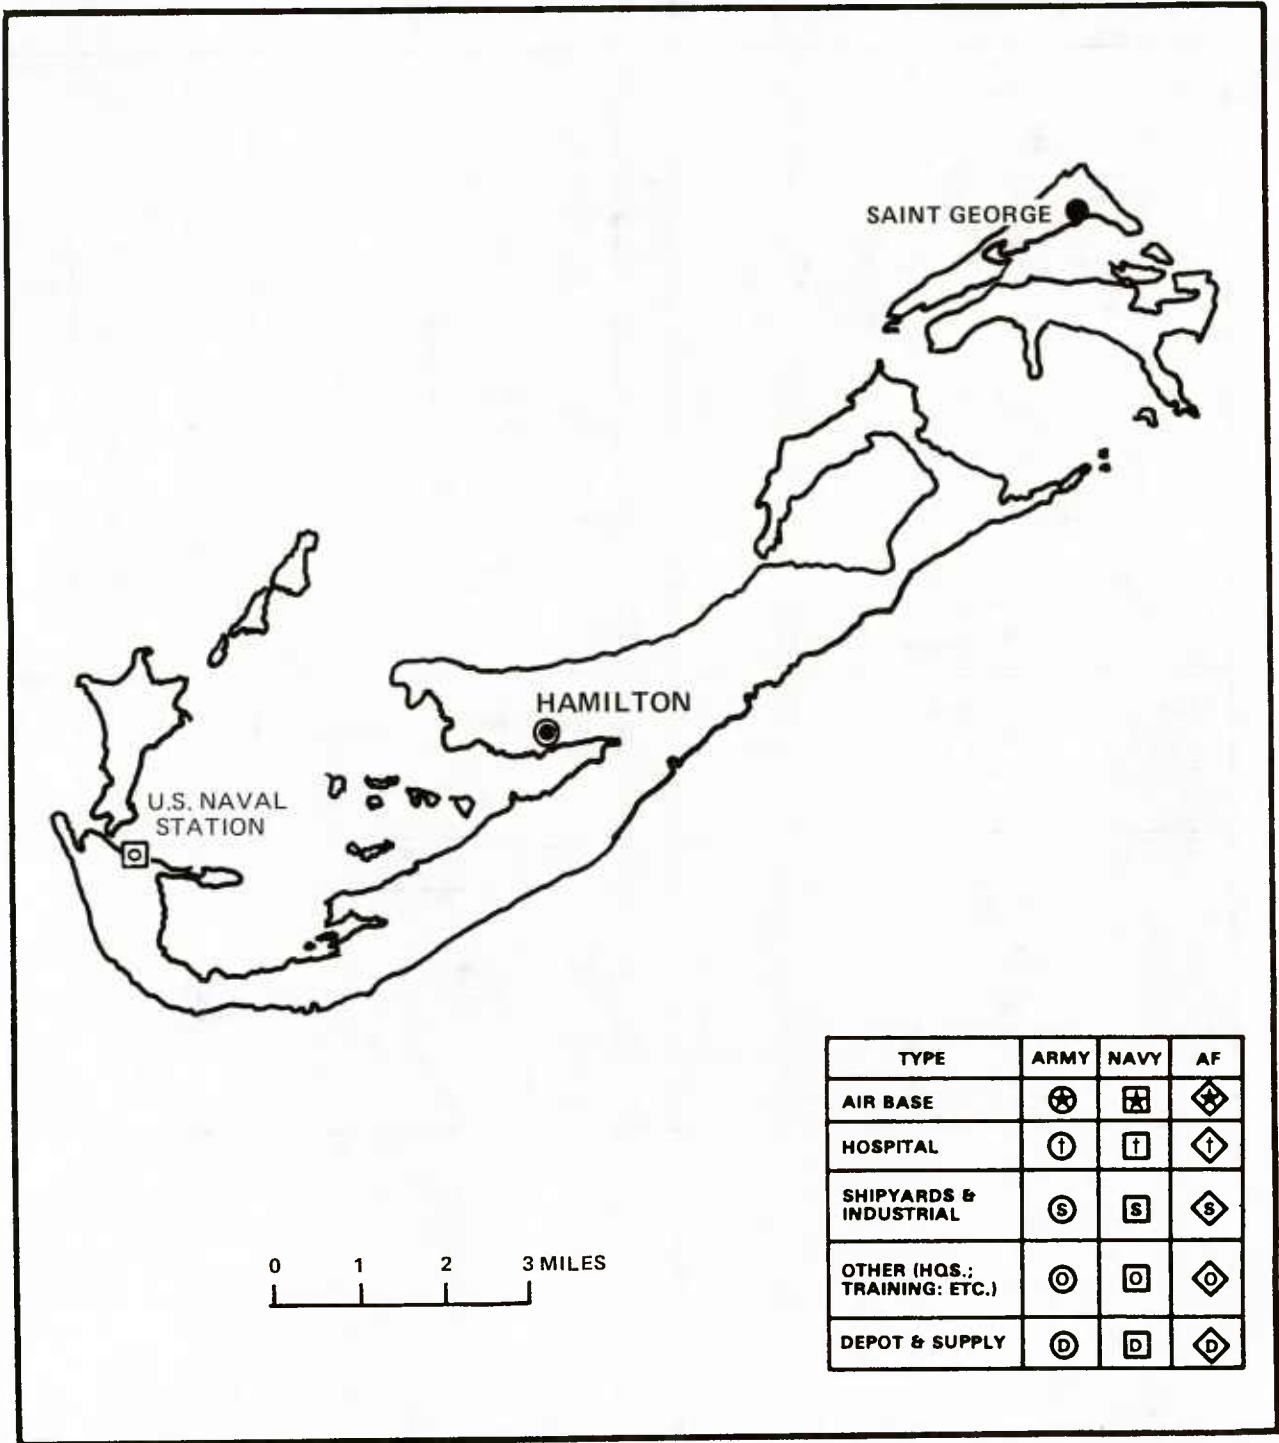 SAINT GEORGE
HAMILTON
U.S. NAVAL
STATION
TYPE ARMY NAVY AF
AIR BASE
HOSPITAL † † †
SHIPYARDS &
INDUSTRIAL S S S
OTHER (HQS.;
TRAINING: ETC.) O O O
DEPOT & SUPPLY D D D
0 1 2 3 MILES